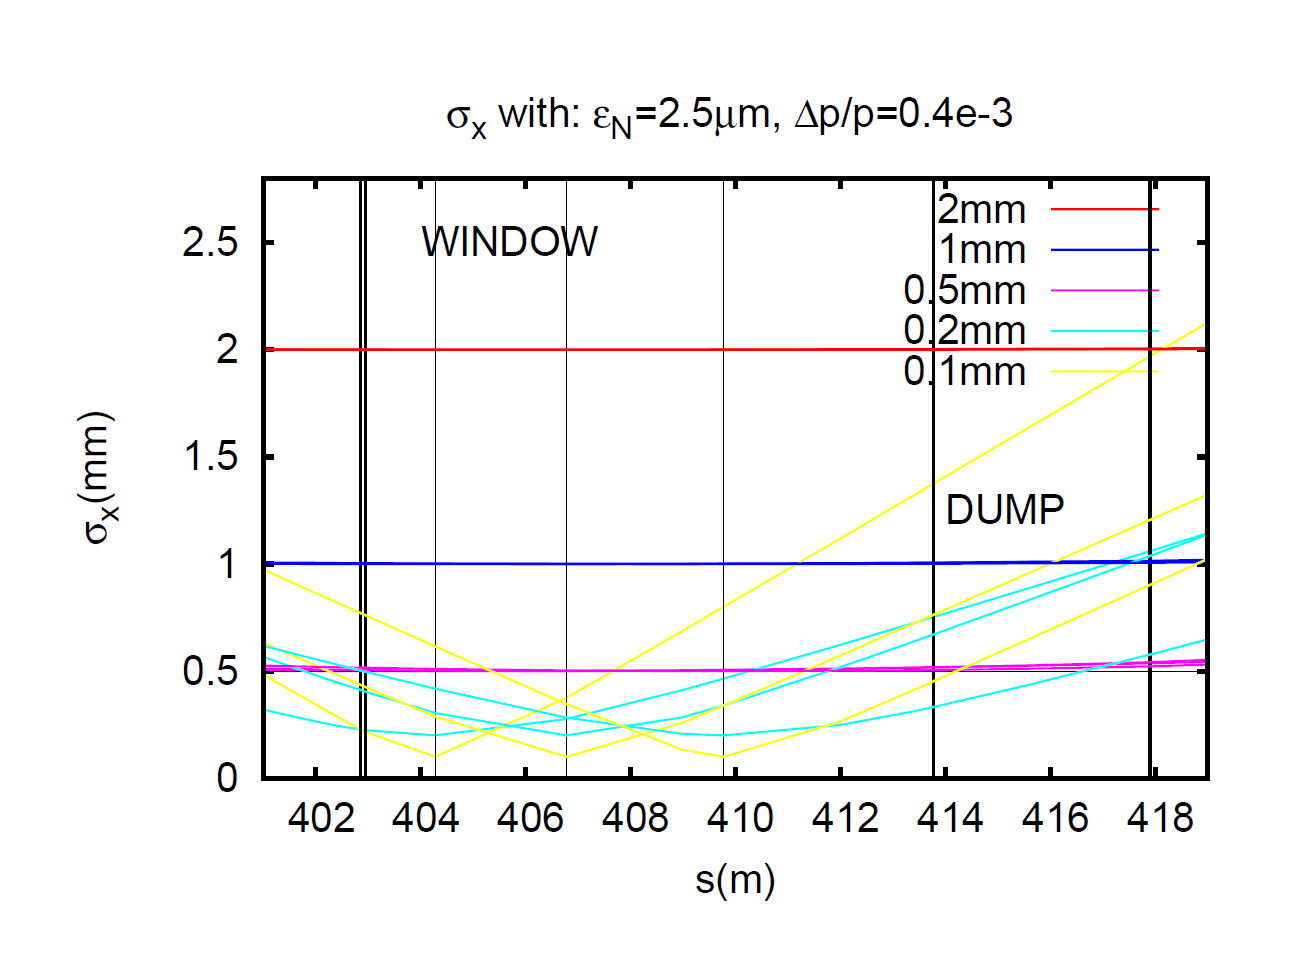 σx with: εN=2.5μm, Δp/p=0.4e-3
WINDOW
2mm
1mm
0.5mm
0.2mm
0.1mm
DUMP
2.5
2
1.5
1
0.5
0
σx(mm)
402 404 406 408 410 412 414 416 418
s(m)